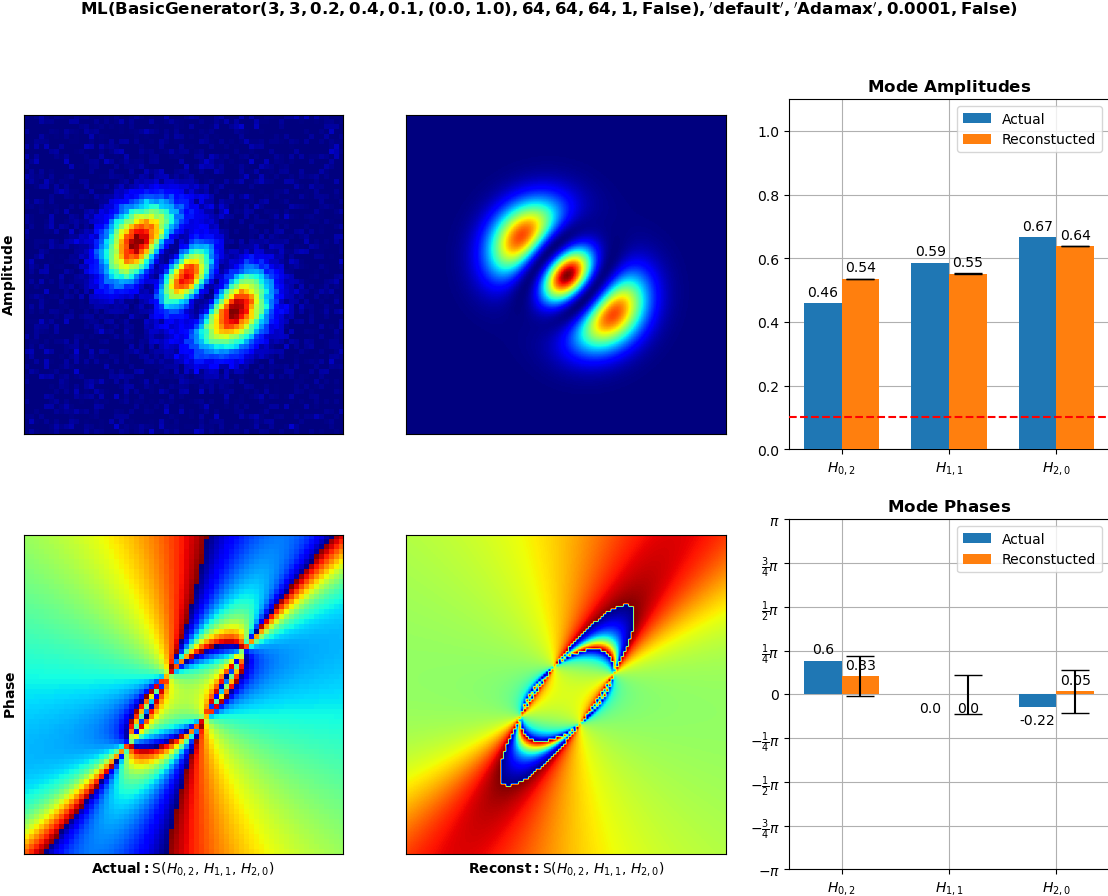 ML(BasicGenerator(3, 3, 0.2, 0.4, 0.1, (0.0, 1.0), 64, 64, 64, 1, False), ′default′, ′Adamax′, 0.0001, False)
Amplitude
Mode Amplitudes
Actual
Reconstucted
1.0
0.8
0.6
0.4
0.2
0.0
0.46
0.54
0.59
0.55
0.67
0.64
H0,2
H1,1
H2,0
Phase
Actual: S(H0,2, H1,1, H2,0)
Reconst: S(H0,2, H1,1, H2,0)
Mode Phases
Actual
Reconstucted
π
3/4π
1/2π
1/4π
0
−1/4π
−1/2π
−3/4π
−π
0.6
0.33
0.0
0.0
-0.22
0.05
H0,2
H1,1
H2,0